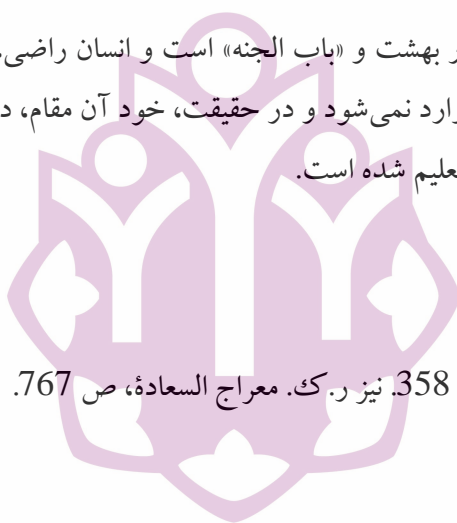 ر بهشت و «باب الجنه» است و انسان راضی.
ارد نمی‌شود و در حقیقت، خود آن مقام، د
علیم شده است.
358. نیز ر.ک. معراج السعادة، ص 767.